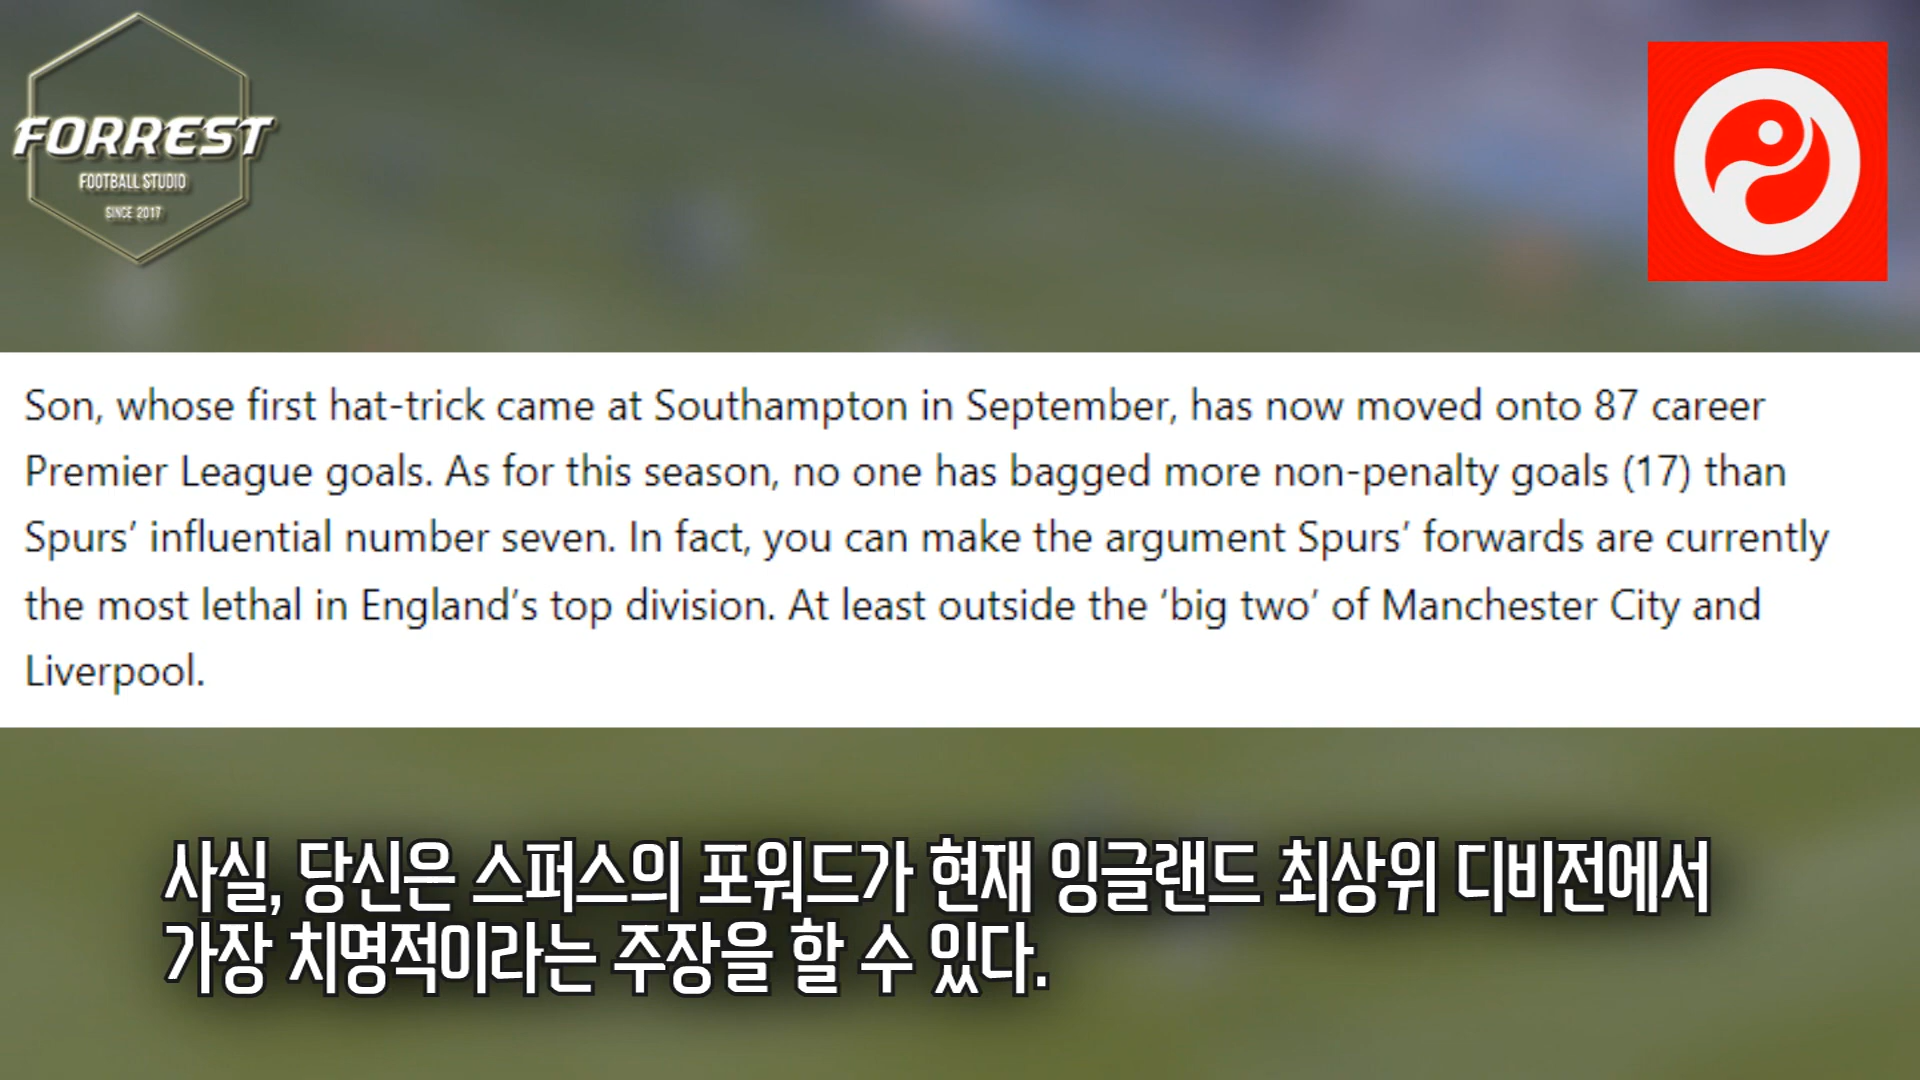 FORREST
FOOTBALL STUDIO
SINCE 2017
Son, whose first hat-trick came at Southampton in September, has now moved onto 87 career
Premier League goals. As for this season, no one has bagged more non-penalty goals (17) than
Spurs’ influential number seven. In fact, you can make the argument Spurs’ forwards are currently
the most lethal in England’s top division. At least outside the ‘big two’ of Manchester City and
Liverpool.
사실, 당신은 스퍼스의 포워드가 현재 잉글랜드 최상위 디비전에서
가장 치명적이라는 주장을 할 수 있다.